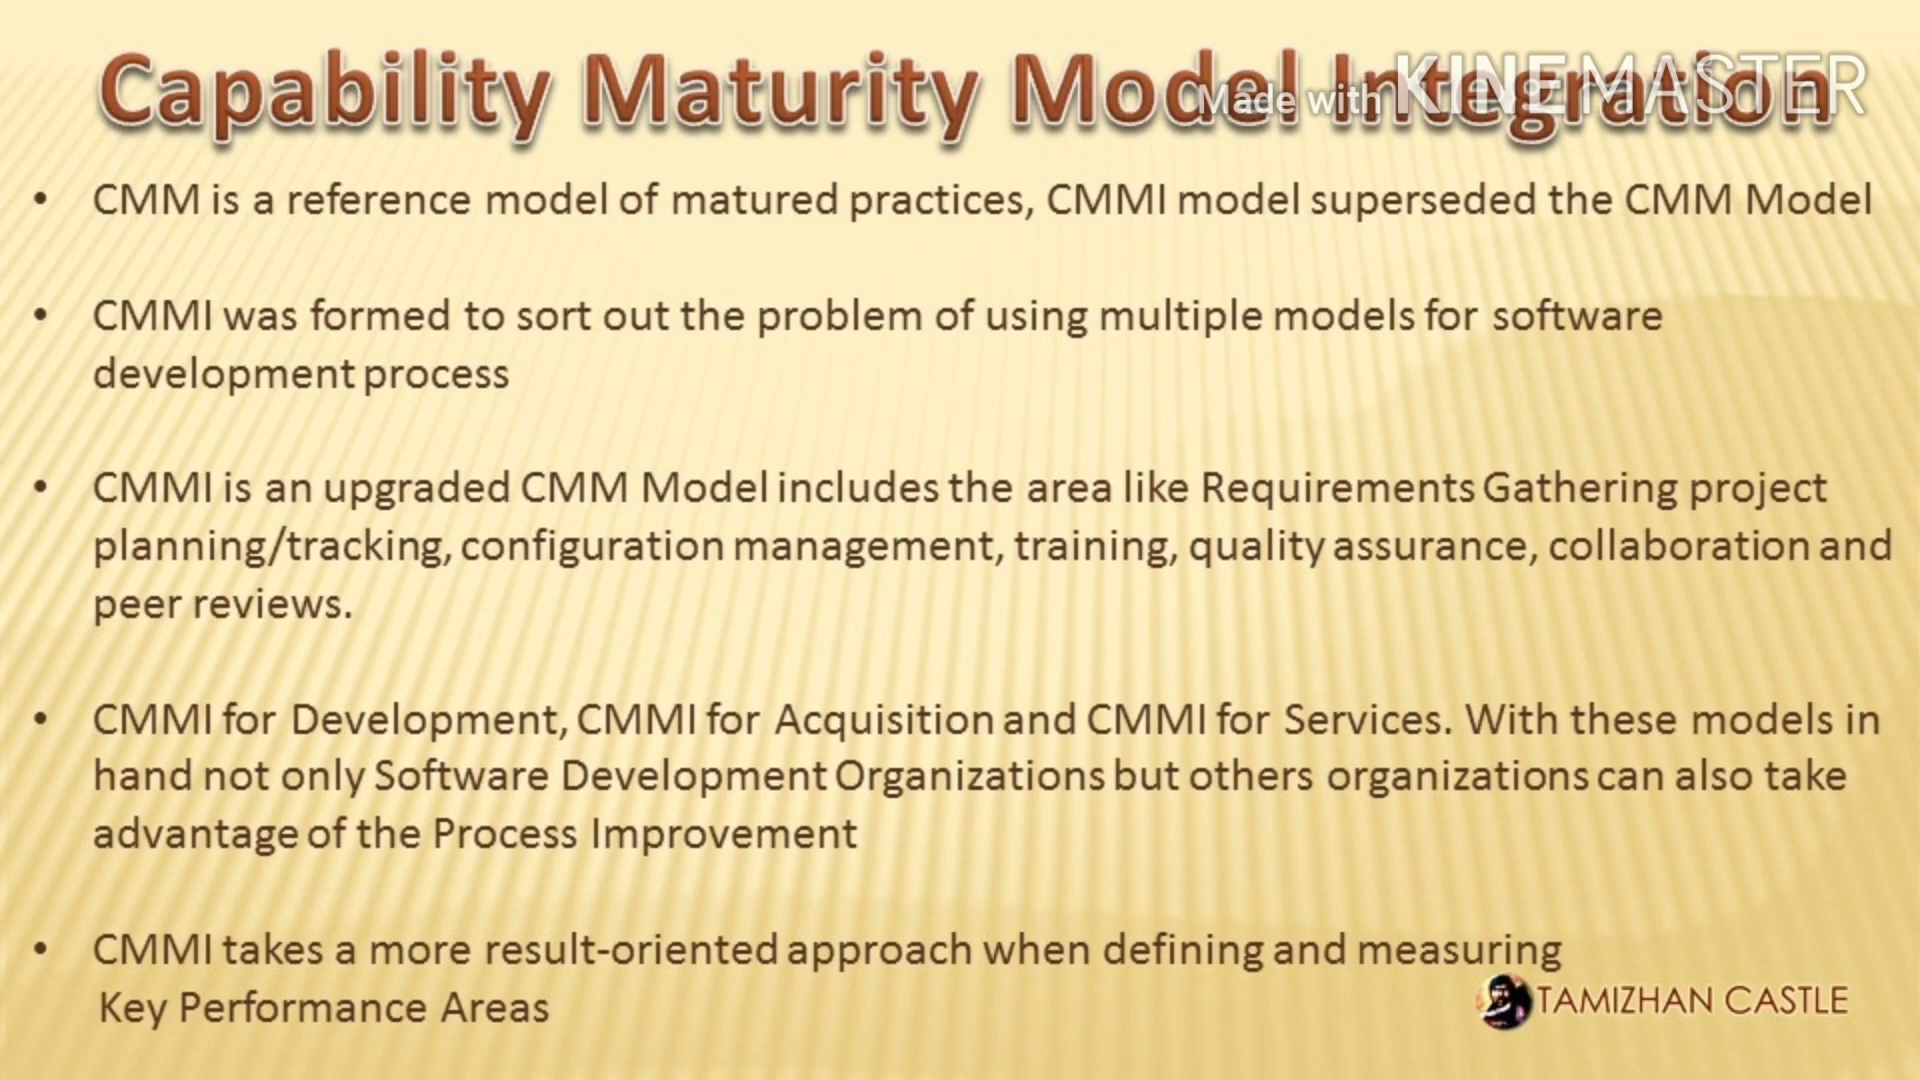 Capability Maturity Model Integration
Made with KINEMASTER
• CMM is a reference model of matured practices, CMMI model superseded the CMM Model
• CMMI was formed to sort out the problem of using multiple models for software
development process
• CMMI is an upgraded CMM Model includes the area like Requirements Gathering project
planning/tracking, configuration management, training, quality assurance, collaboration and
peer reviews.
• CMMI for Development, CMMI for Acquisition and CMMI for Services. With these models in
hand not only Software Development Organizations but others organizations can also take
advantage of the Process Improvement
• CMMI takes a more result-oriented approach when defining and measuring
Key Performance Areas
TAMIZHAN CASTLE